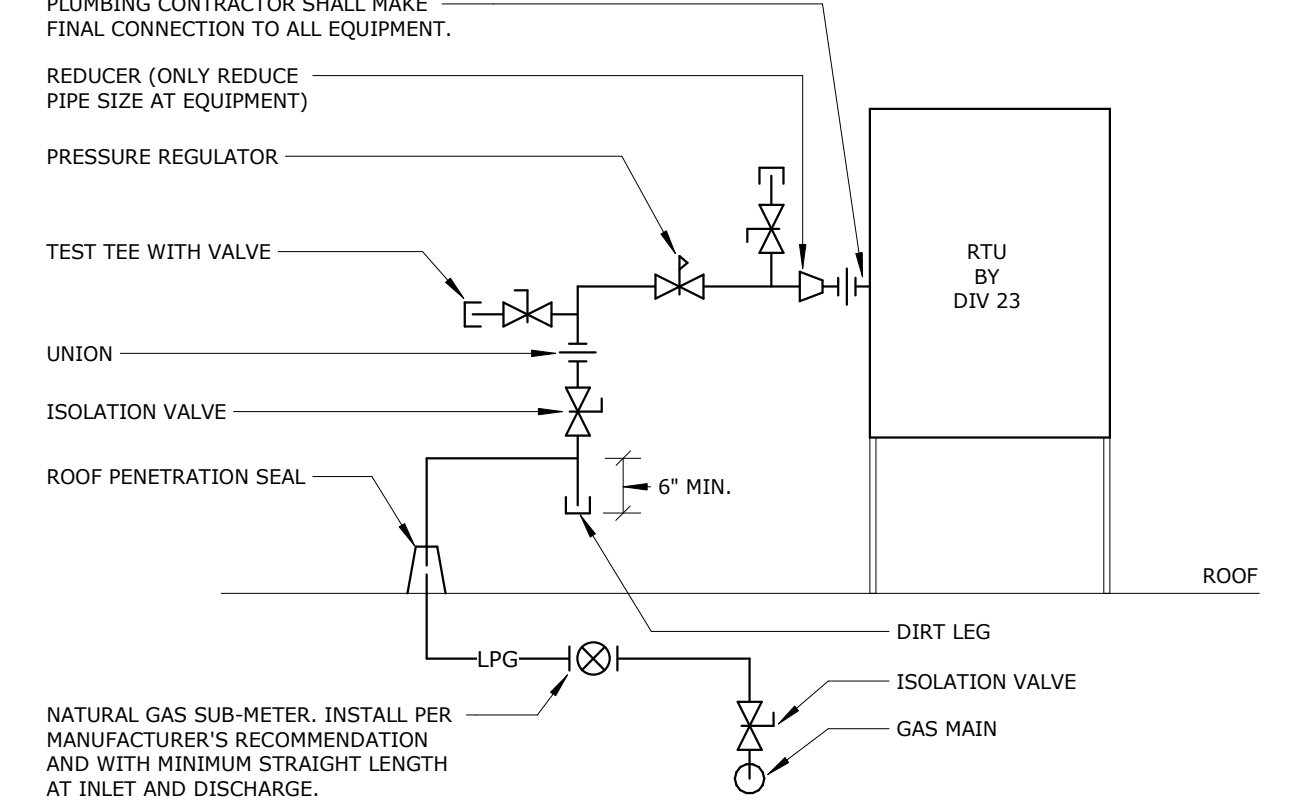 PLUMBING CONTRACTOR SHALL MAKE
FINAL CONNECTION TO ALL EQUIPMENT.
REDUCER (ONLY REDUCE
PIPE SIZE AT EQUIPMENT)
PRESSURE REGULATOR
TEST TEE WITH VALVE
UNION
ISOLATION VALVE
ROOF PENETRATION SEAL
RTU
BY
DIV 23
6" MIN.
ROOF
DIRT LEG
LPG
ISOLATION VALVE
GAS MAIN
NATURAL GAS SUB-METER. INSTALL PER
MANUFACTURER'S RECOMMENDATION
AND WITH MINIMUM STRAIGHT LENGTH
AT INLET AND DISCHARGE.